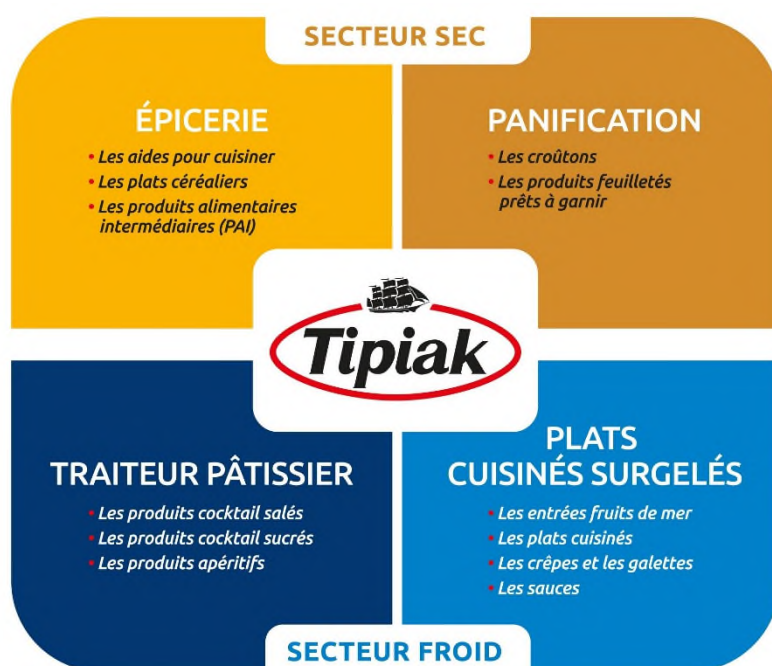 SECTEUR SEC
ÉPICERIE
• Les aides pour cuisiner
• Les plats céréaliers
• Les produits alimentaires
intermédiaires (PAI)
PANIFICATION
• Les croûtons
• Les produits feuilletés
prêts à garnir
Tipiak
TRAITEUR PÂTISSIER
• Les produits cocktail salés
• Les produits cocktail sucrés
• Les produits apéritifs
PLATS
CUISINÉS SURGELÉS
• Les entrées fruits de mer
• Les plats cuisinés
• Les crêpes et les galettes
• Les sauces
SECTEUR FROID